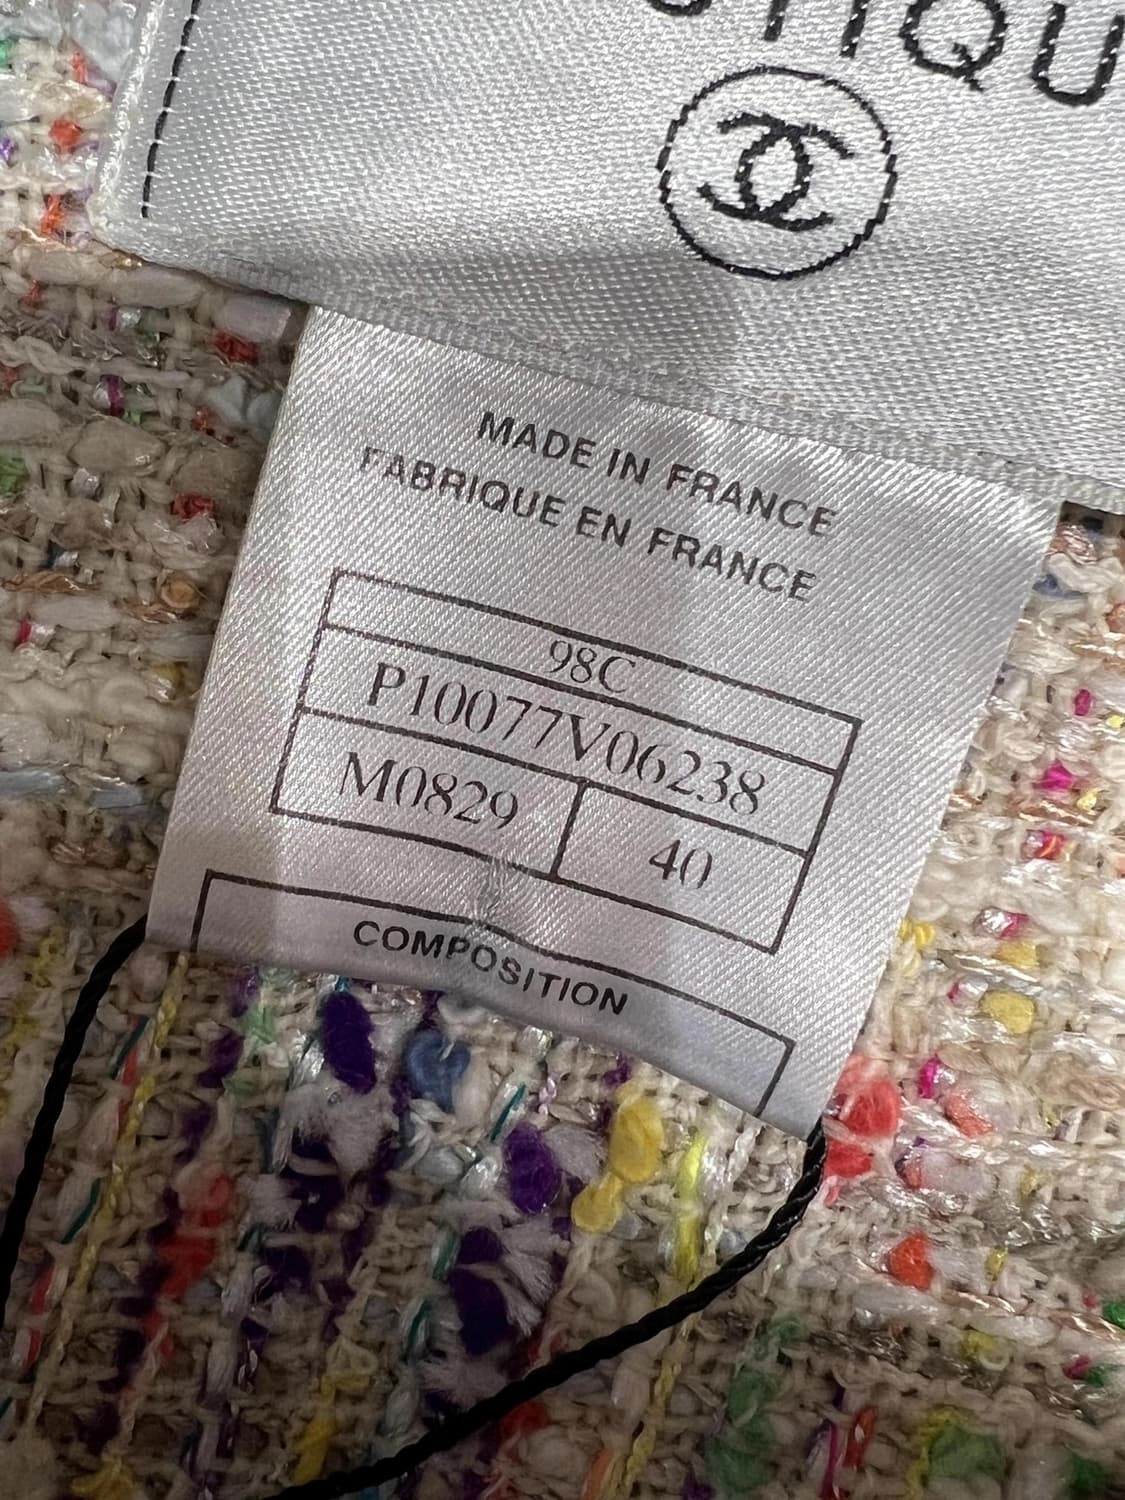 MADE IN FRANCE
FABRIQUE EN FRANCE
98C
P10077V06238
M0829
40
COMPOSITION